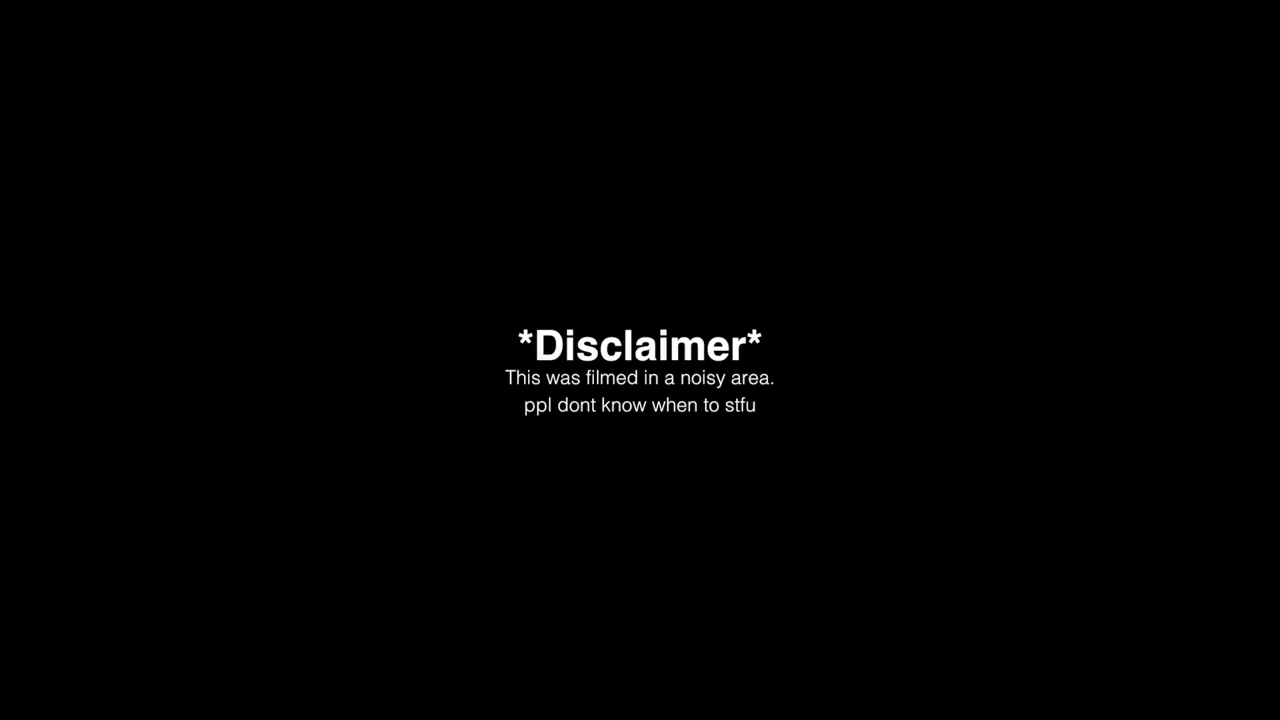 *Disclaimer*
This was filmed in a noisy area.
ppl dont know when to stfu